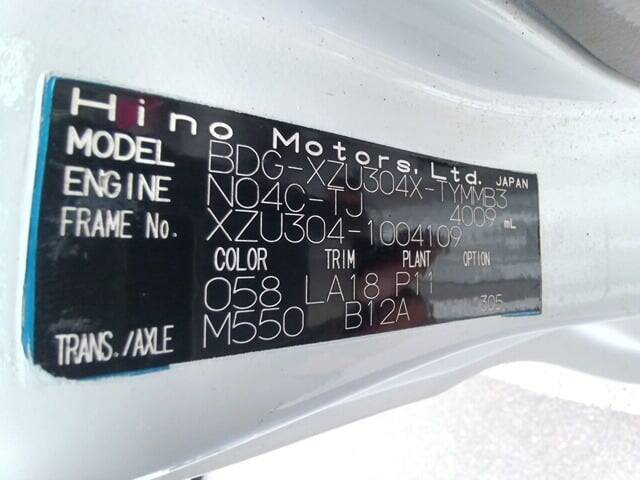 Hino Motors, Ltd. JAPAN
MODEL BDG-XZU304X-TYMMB3
ENGINE N04C-TJ 4009 mL
FRAME No. XZU304-1004109
COLOR TRIM PLANT OPTION
058 LA18 P11
TRANS./AXLE M550 B12A 305